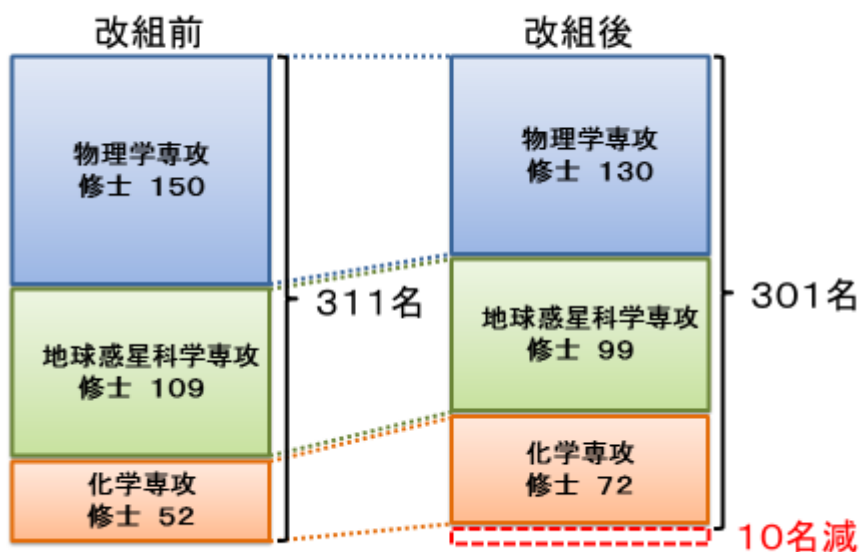 改組前
物理学専攻
修士 150
地球惑星科学専攻
修士 109
化学専攻
修士 52
311名
改組後
物理学専攻
修士 130
地球惑星科学専攻
修士 99
化学専攻
修士 72
301名
10名減